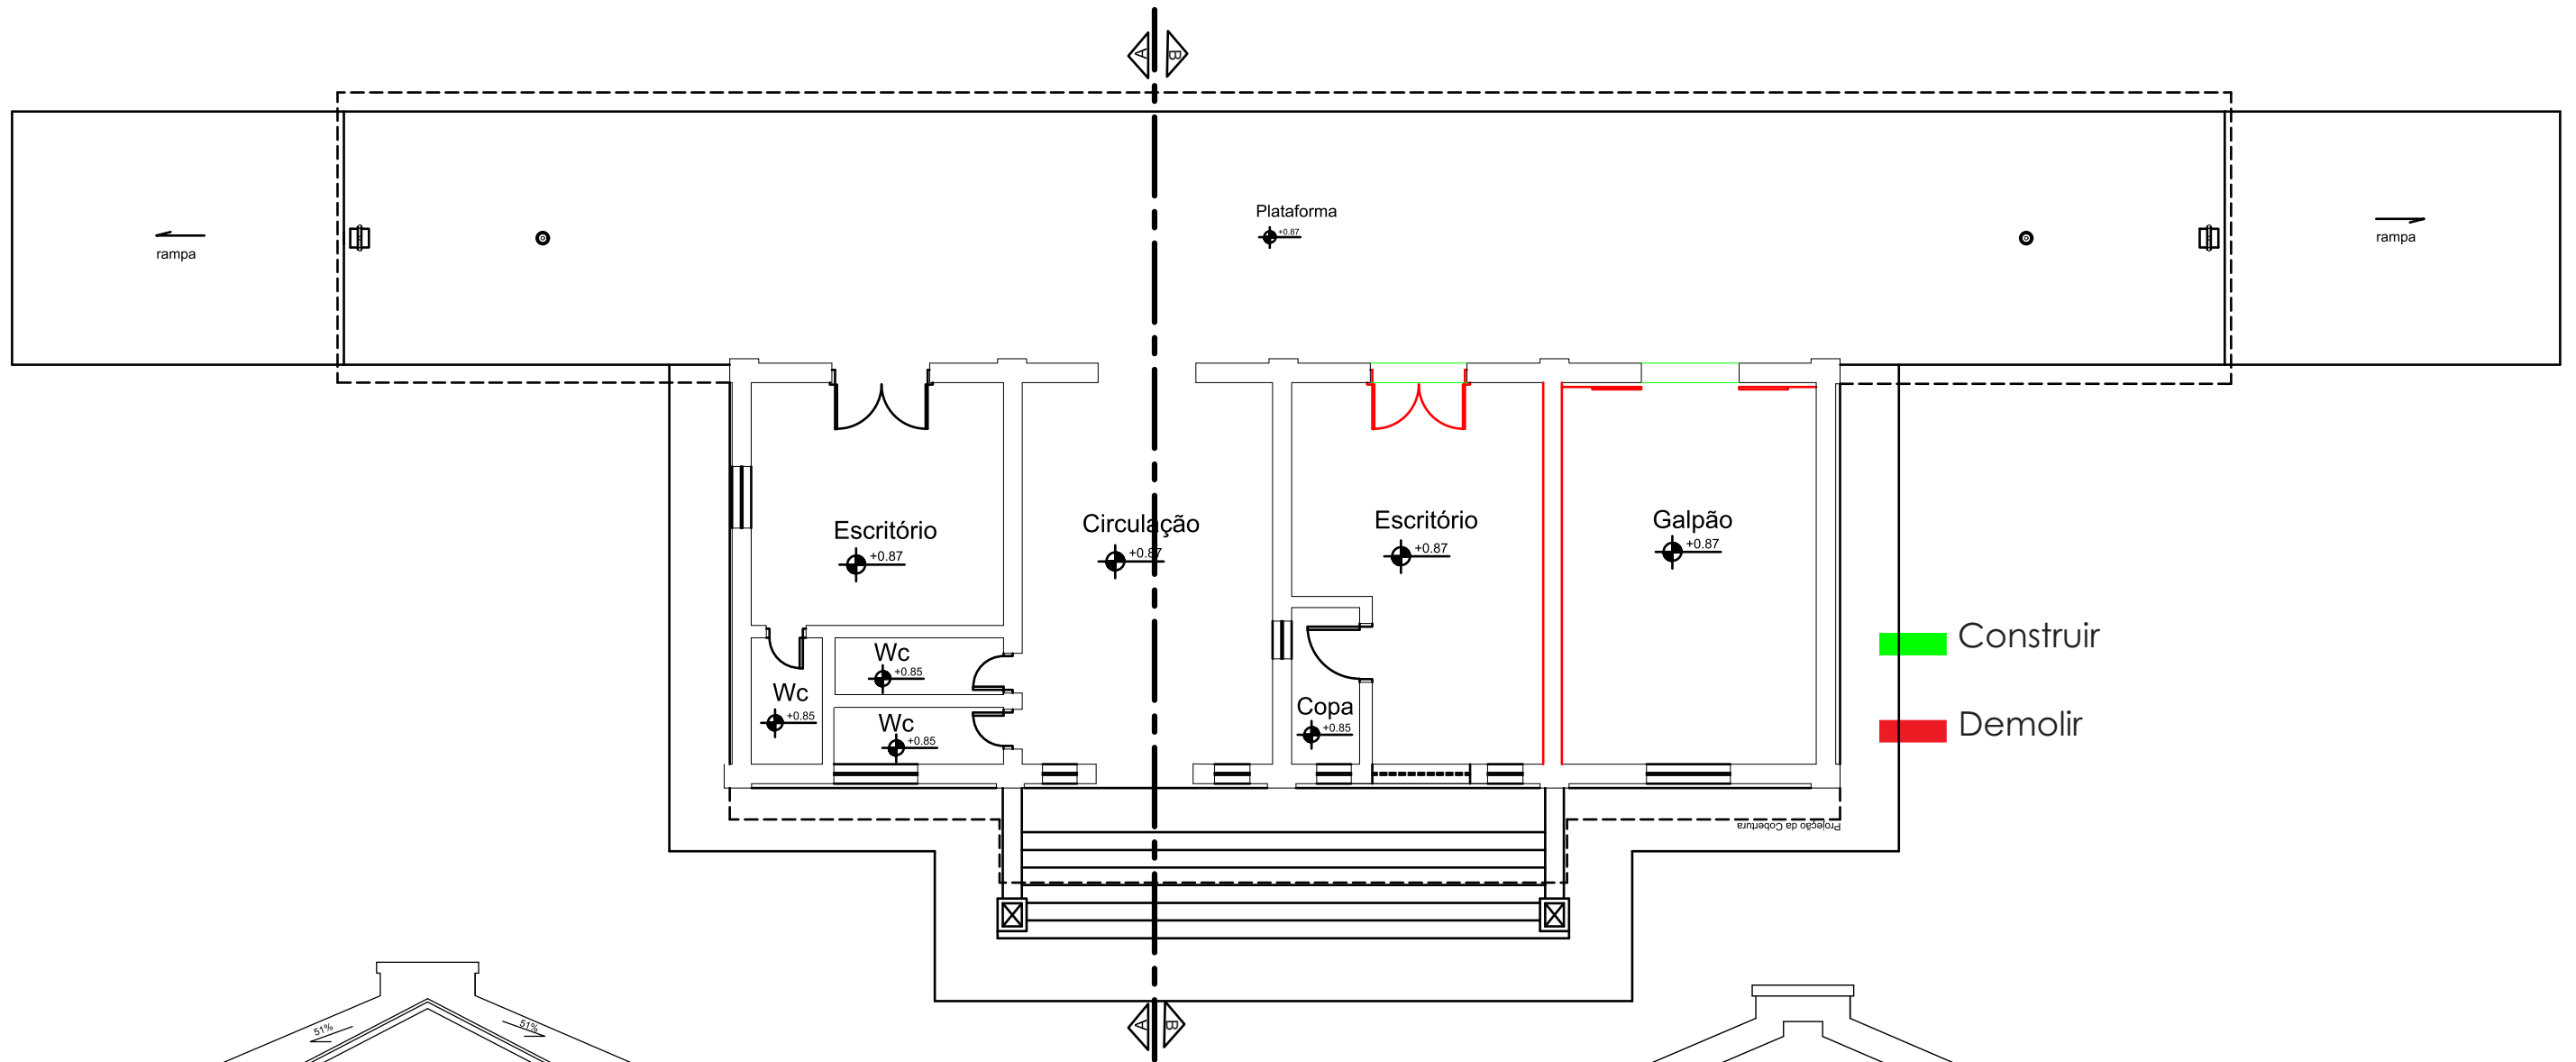 A B
Plataforma
+0.87
rampa
rampa
Escritório
+0.87
Circulação
+0.87
Escritório
+0.87
Galpão
+0.87
Construir
Demolir
Wc
+0.85
Wc
+0.85
Wc
+0.85
Copa
+0.85
Projeção da Cobertura
A B
51%
51%